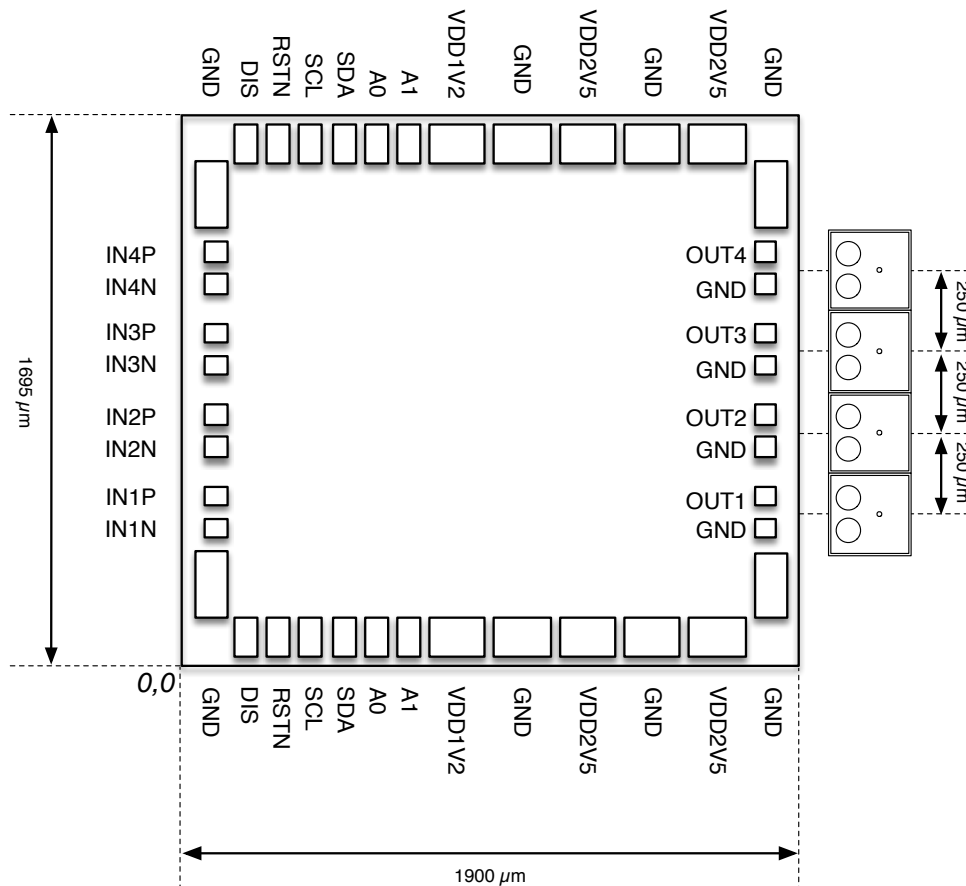 GND
DIS
RSTN
SCL
SDA
A0
A1
VDD1V2
GND
VDD2V5
GND
VDD2V5
GND
IN4P
OUT4
IN4N
GND
250 µm
IN3P
OUT3
IN3N
GND
250 µm
1695 µm
IN2P
OUT2
IN2N
GND
250 µm
IN1P
OUT1
IN1N
GND
0,0
GND
DIS
RSTN
SCL
SDA
A0
A1
VDD1V2
GND
VDD2V5
GND
VDD2V5
GND
1900 µm